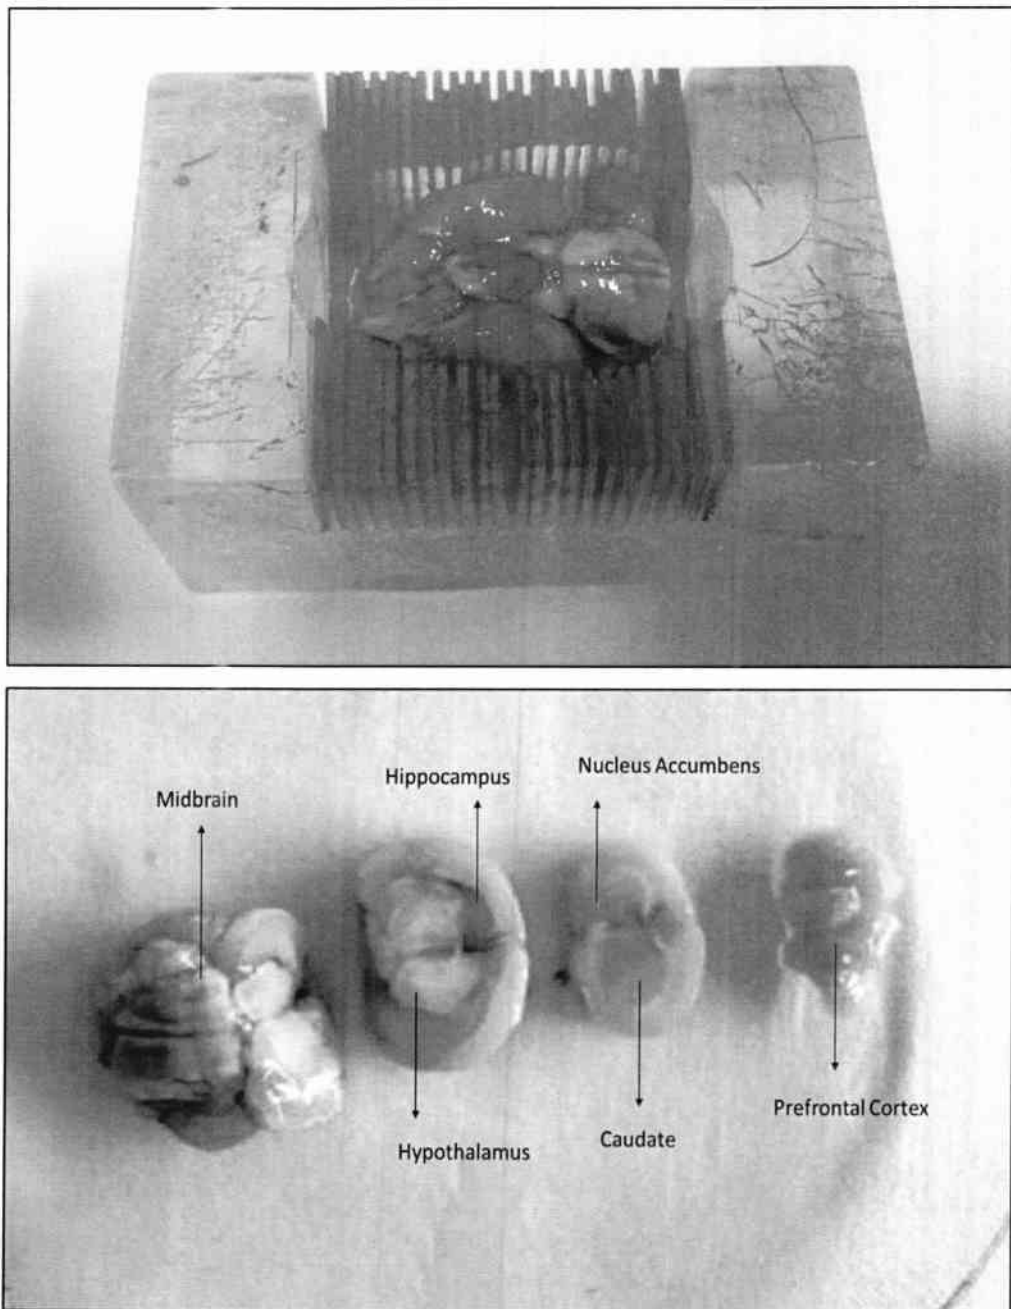 Midbrain
Hippocampus
Nucleus Accumbens
Hypothalamus
Caudate
Prefrontal Cortex